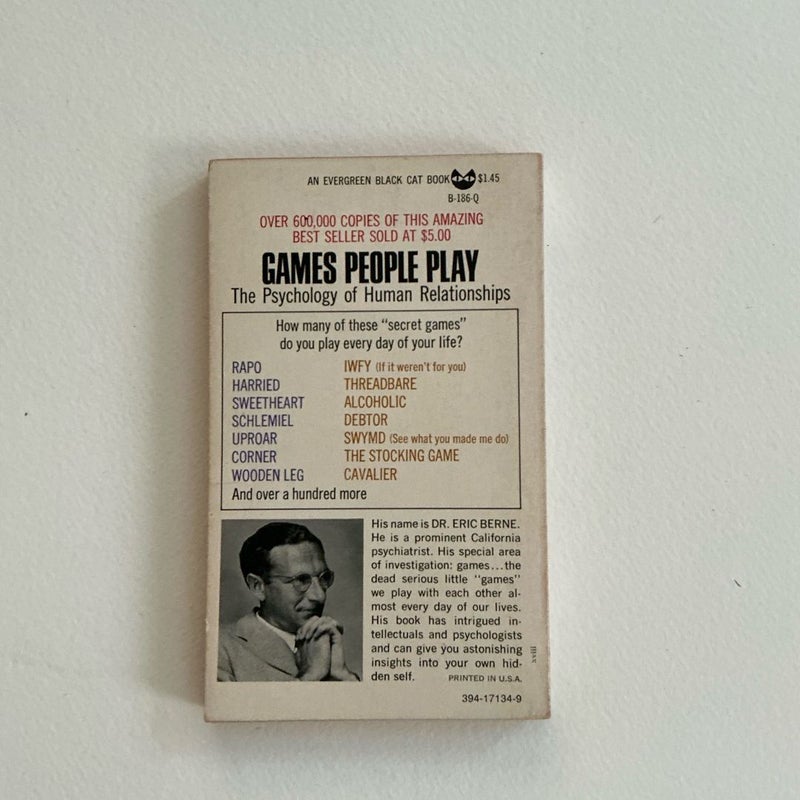 AN EVERGREEN BLACK CAT BOOK $1.45
B-186-Q
OVER 600,000 COPIES OF THIS AMAZING
BEST SELLER SOLD AT $5.00
GAMES PEOPLE PLAY
The Psychology of Human Relationships
How many of these "secret games"
do you play every day of your life?
RAPO IWFY (If it weren't for you)
HARRIED THREADBARE
SWEETHEART ALCOHOLIC
SCHLEMIEL DEBTOR
UPROAR SWYMD (See what you made me do)
CORNER THE STOCKING GAME
WOODEN LEG CAVALIER
And over a hundred more
His name is DR. ERIC BERNE.
He is a prominent California
psychiatrist. His special area
of investigation: games...the
dead serious little "games"
we play with each other al-
most every day of our lives.
His book has intrigued in-
tellectuals and psychologists
and can give you astonishing
insights into your own hid-
den self. PRINTED IN U.S.A.
394-17134-9